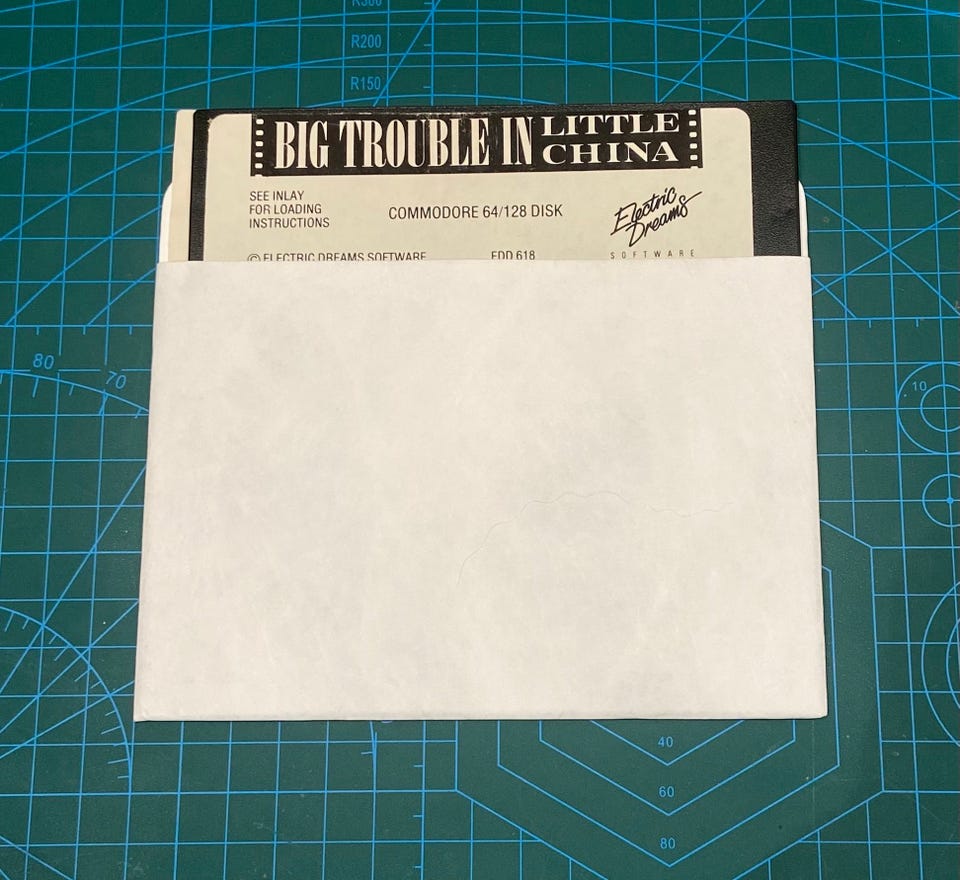 R300
R200
R150
BIG TROUBLE IN LITTLE CHINA
SEE INLAY
FOR LOADING
INSTRUCTIONS
COMMODORE 64/128 DISK
Electric
Dreams
SOFTWARE
© ELECTRIC DREAMS SOFTWARE
EDD 618
80
70
10
40
60
80